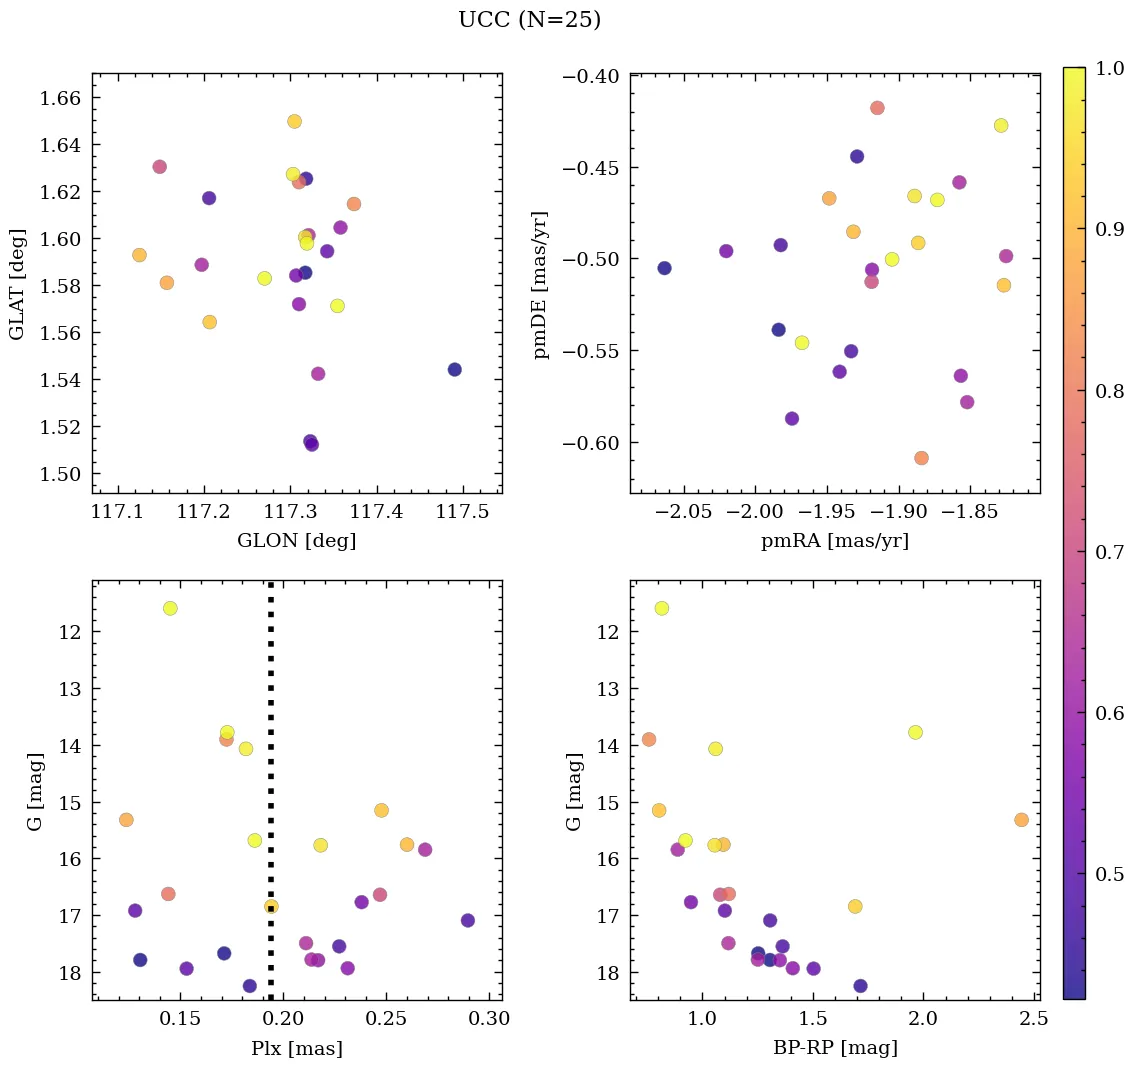 UCC (N=25)
1.66
1.64
1.62
1.60
1.58
1.56
1.54
1.52
1.50
GLAT [deg]
117.1 117.2 117.3 117.4 117.5
GLON [deg]
−0.40
−0.45
−0.50
−0.55
−0.60
pmDE [mas/yr]
−2.05 −2.00 −1.95 −1.90 −1.85
pmRA [mas/yr]
12
13
14
15
16
17
18
G [mag]
0.15 0.20 0.25 0.30
Plx [mas]
12
13
14
15
16
17
18
G [mag]
1.0 1.5 2.0 2.5
BP-RP [mag]
1.0
0.9
0.8
0.7
0.6
0.5